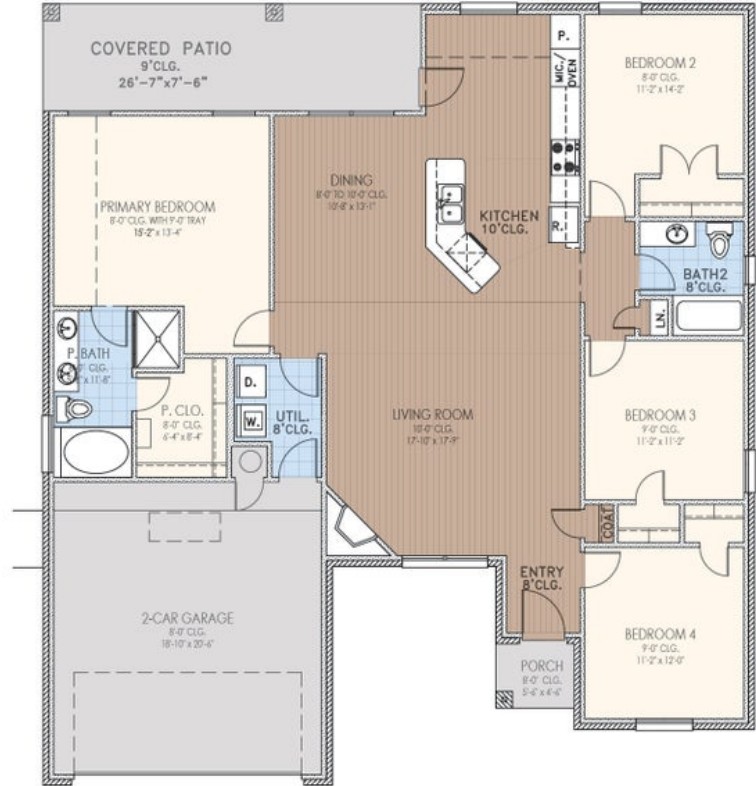 COVERED PATIO
9'CLG.
26'-7"x7'-6"
P.
MIC./
OVEN
BEDROOM 2
8'-0" CLG.
11'-2" x 14'-2"
DINING
8'-0" TO 10'-0" CLG.
10'-8" x 13'-1"
PRIMARY BEDROOM
8'-0" CLG. WITH 9'-0" TRAY
15'-2" x 13'-4"
KITCHEN
10'CLG.
R.
BATH2
8'CLG.
LN.
P. BATH
CLG.
x 11'-8"
P. CLO.
8'-0" CLG.
6'-4" x 8'-4"
D.
W.
UTIL.
8'CLG.
LIVING ROOM
10'-0" CLG.
17'-10" x 17'-9"
BEDROOM 3
9'-0" CLG.
11'-2" x 11'-2"
COAT
ENTRY
8'CLG.
2-CAR GARAGE
8'-0" CLG.
18'-10" x 20'-6"
PORCH
8'-0" CLG.
5'-6" x 4'-6"
BEDROOM 4
9'-0" CLG.
11'-2" x 12'-0"